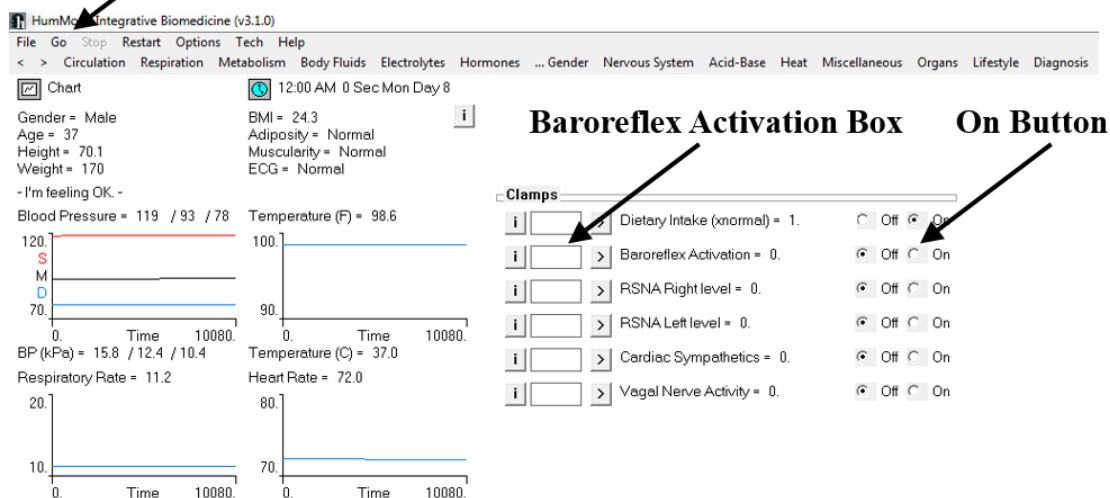 HumMod Integrative Biomedicine (v3.1.0)
File Go Stop Restart Options Tech Help
< > Circulation Respiration Metabolism Body Fluids Electrolytes Hormones ... Gender Nervous System Acid-Base Heat Miscellaneous Organs Lifestyle Diagnosis
Chart
12:00 AM 0 Sec Mon Day 8
Gender = Male
Age = 37
Height = 70.1
Weight = 170
BMI = 24.3
Adiposity = Normal
Muscularity = Normal
ECG = Normal
i
- I'm feeling OK. -
Blood Pressure = 119 / 93 / 78
120.
S
M
D
70.
0. Time 10080.
BP (kPa) = 15.8 / 12.4 / 10.4
Temperature (F) = 98.6
100.
90.
0. Time 10080.
Temperature (C) = 37.0
Respiratory Rate = 11.2
20.
10.
0. Time 10080.
Heart Rate = 72.0
80.
70.
0. Time 10080.
Baroreflex Activation Box
On Button
Clamps
i > Dietary Intake (xnormal) = 1. Off On
i > Baroreflex Activation = 0. Off On
i > RSNA Right level = 0. Off On
i > RSNA Left level = 0. Off On
i > Cardiac Sympathetics = 0. Off On
i > Vagal Nerve Activity = 0. Off On